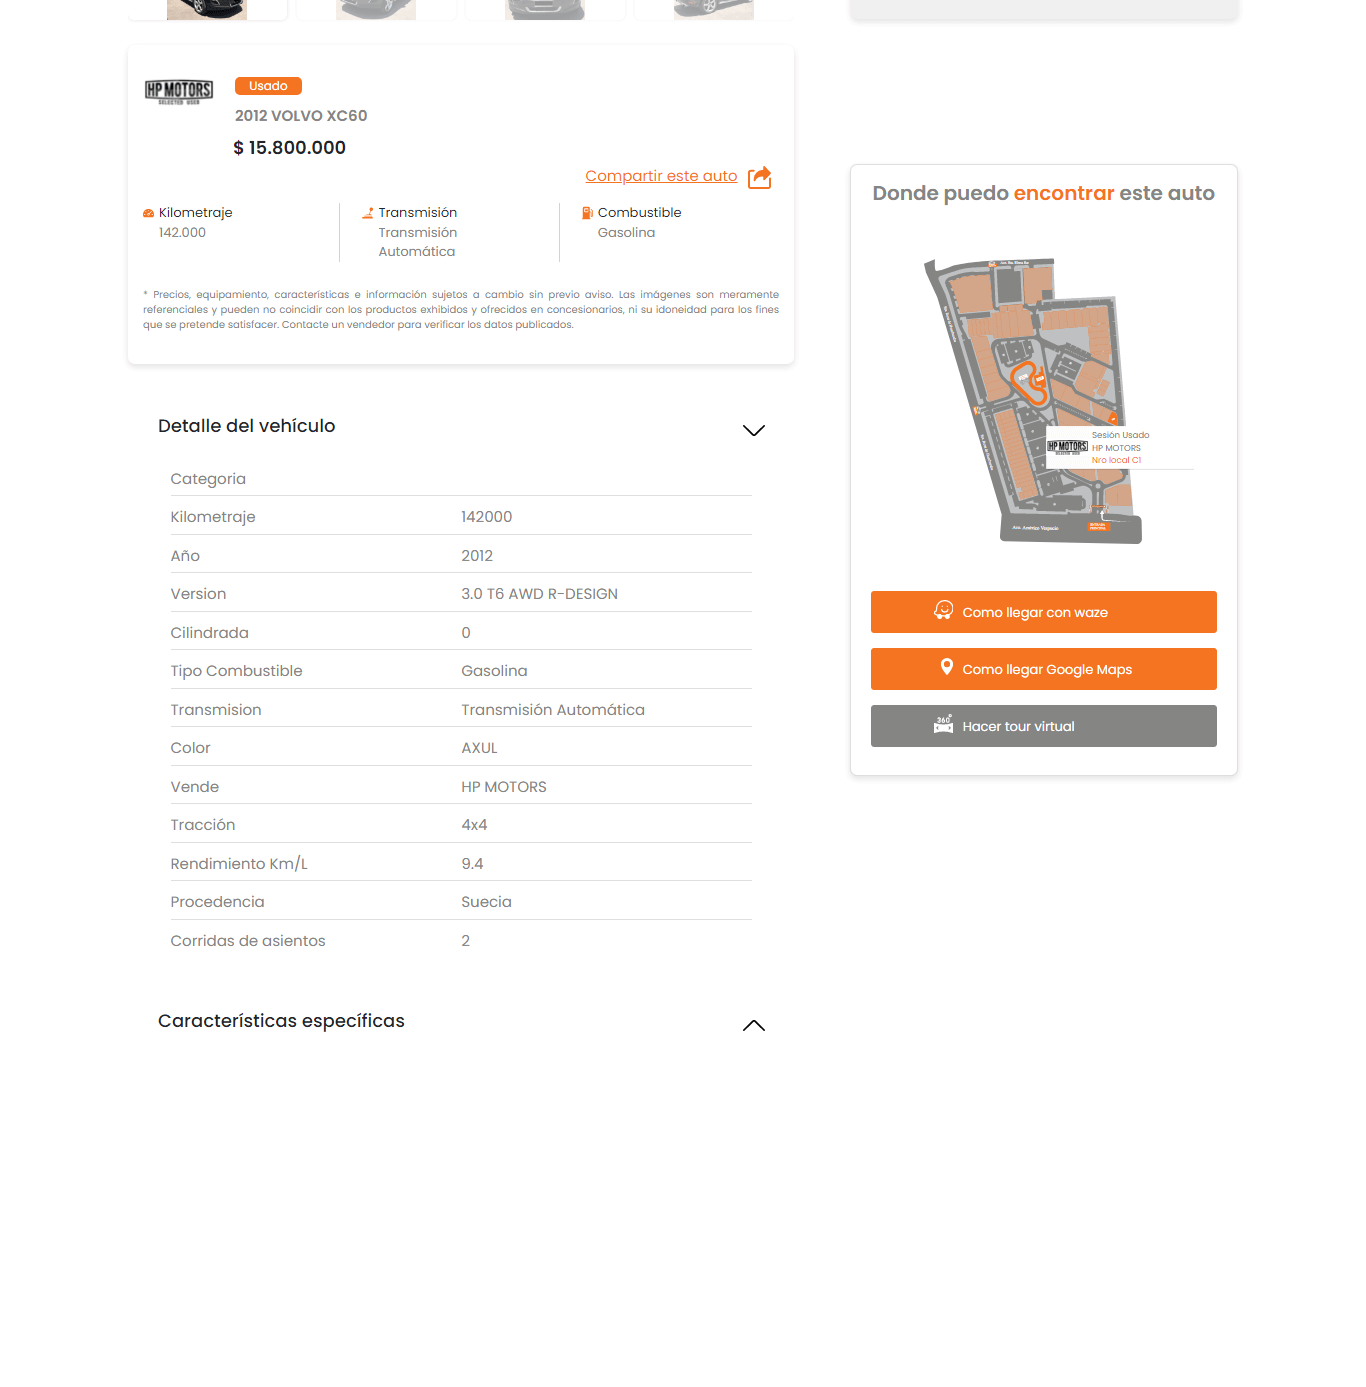 HP MOTORS
SELECTED USED
Usado
2012 VOLVO XC60
$ 15.800.000
Compartir este auto
Kilometraje
142.000
Transmisión
Transmisión
Automática
Combustible
Gasolina
* Precios, equipamiento, características e información sujetos a cambio sin previo aviso. Las imágenes son meramente
referenciales y pueden no coincidir con los productos exhibidos y ofrecidos en concesionarios, ni su idoneidad para los fines
que se pretende satisfacer. Contacte un vendedor para verificar los datos publicados.
Detalle del vehículo
Categoria
Kilometraje 142000
Año 2012
Version 3.0 T6 AWD R-DESIGN
Cilindrada 0
Tipo Combustible Gasolina
Transmision Transmisión Automática
Color AXUL
Vende HP MOTORS
Tracción 4x4
Rendimiento Km/L 9.4
Procedencia Suecia
Corridas de asientos 2
Características específicas
Donde puedo encontrar este auto
HP MOTORS
Sesión Usado
HP MOTORS
Nro local C1
Ava. Américo Vespucio
ENTRADA
PRINCIPAL
Como llegar con waze
Como llegar Google Maps
360°
Hacer tour virtual